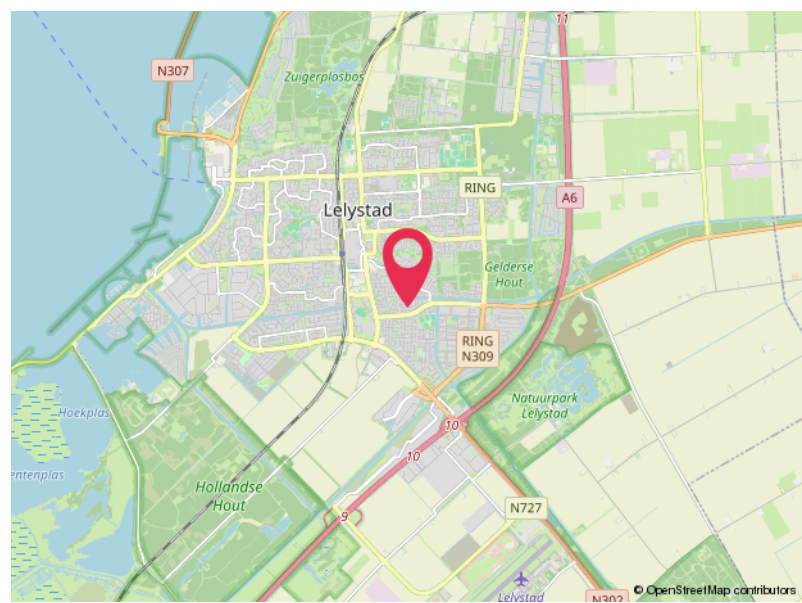 11
N307
Zuigerplasbos
RING
A6
Lelystad
Gelderse
Hout
RING
N309
Natuurpark
Lelystad
Hoekplas
10
10
entenplas
Hollandse
Hout
9
N727
Lelystad
N302
© OpenStreetMap contributors